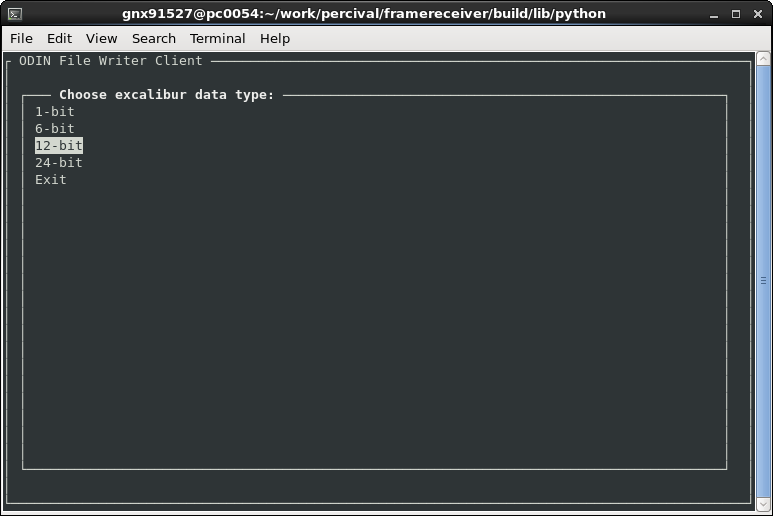 gnx91527@pc0054:~/work/percival/framereceiver/build/lib/python
File Edit View Search Terminal Help
ODIN File Writer Client
Choose excalibur data type:
1-bit
6-bit
12-bit
24-bit
Exit